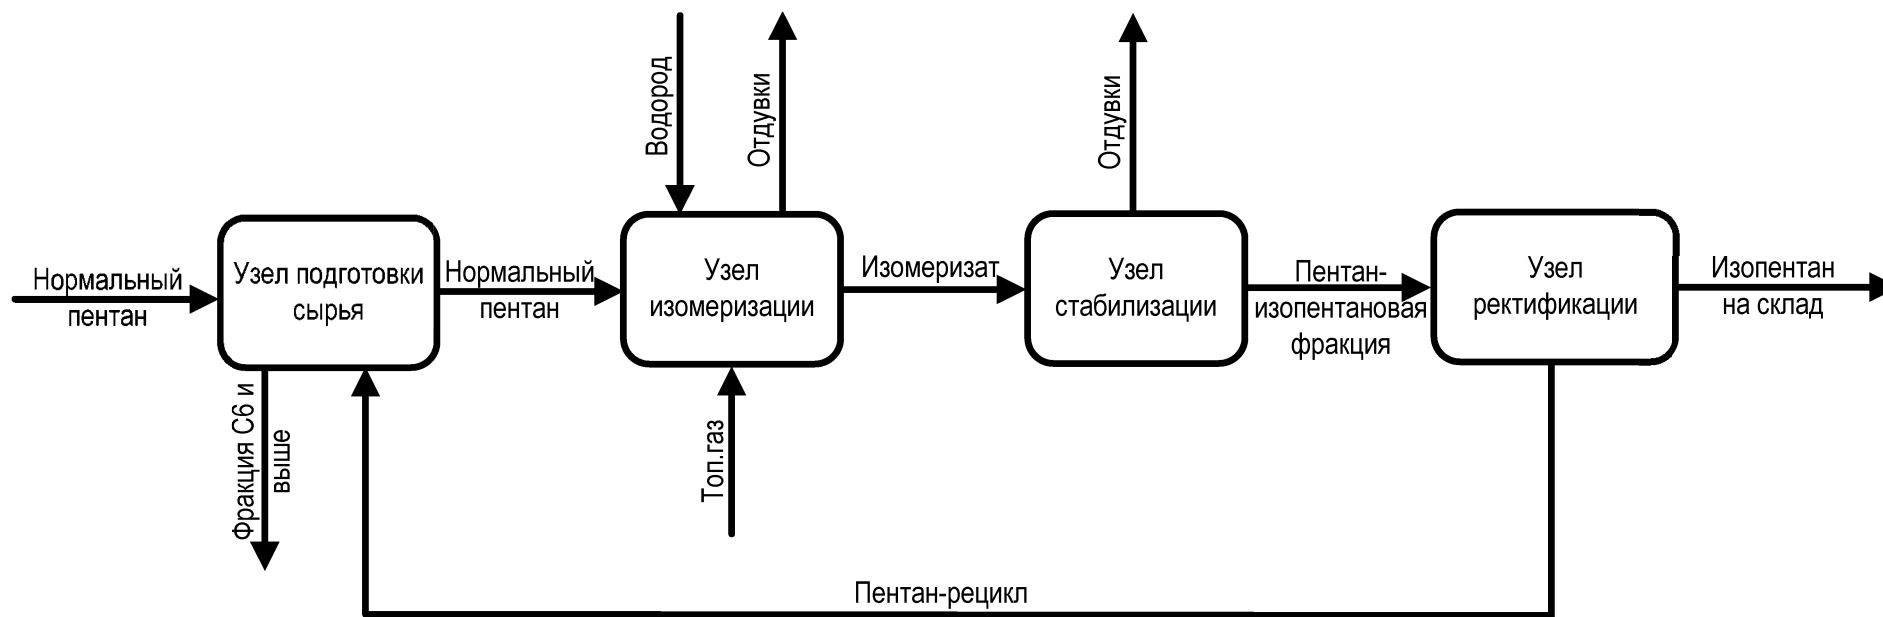 Водород
Отдувки
Отдувки
Нормальный
пентан
Узел подготовки
сырья
Нормальный
пентан
Узел
изомеризации
Изомеризат
Узел
стабилизации
Пентан-
изопентановая
фракция
Узел
ректификации
Изопентан
на склад
Фракция С6 и
выше
Топ.газ
Пентан-рецикл